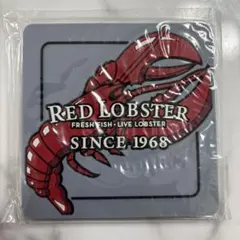 RED LOBSTER
FRESH FISH • LIVE LOBSTER
SINCE 1968